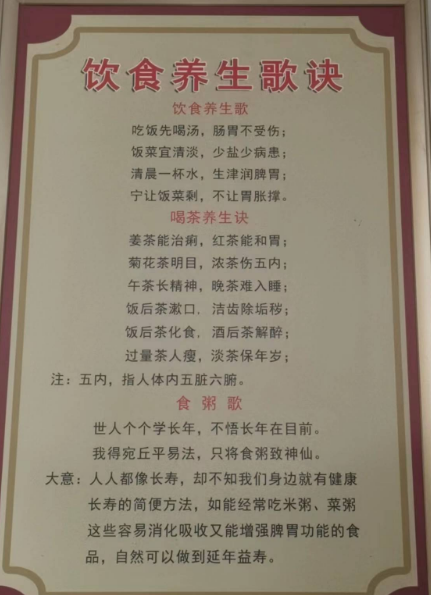 饮食养生歌诀
饮食养生歌
吃饭先喝汤，肠胃不受伤；
饭菜宜清淡，少盐少病患；
清晨一杯水，生津润脾胃；
宁让饭菜剩，不让胃胀撑。
喝茶养生诀
姜茶能治痢，红茶能和胃；
菊花茶明目，浓茶伤五内；
午茶长精神，晚茶难入睡；
饭后茶漱口，洁齿除垢秽；
饭后茶化食，酒后茶解醉；
过量茶人瘦，淡茶保年岁；
注：五内，指人体内五脏六腑。
食粥歌
世人个个学长年，不悟长年在目前。
我得宛丘平易法，只将食粥致神仙。
大意：人人都像长寿，却不知我们身边就有健康
长寿的简便方法，如能经常吃米粥、菜粥
这些容易消化吸收又能增强脾胃功能的食
品，自然可以做到延年益寿。